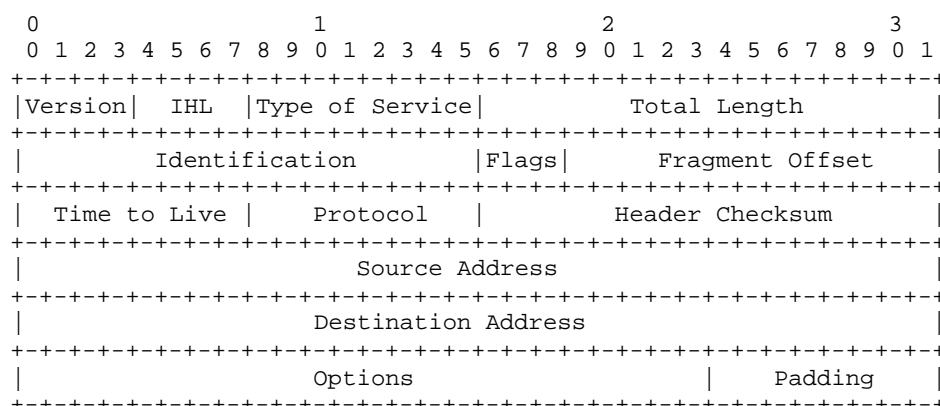 0                   1                   2                   3
0 1 2 3 4 5 6 7 8 9 0 1 2 3 4 5 6 7 8 9 0 1 2 3 4 5 6 7 8 9 0 1
+-+-+-+-+-+-+-+-+-+-+-+-+-+-+-+-+-+-+-+-+-+-+-+-+-+-+-+-+-+-+-+-+
|Version|  IHL  |Type of Service|          Total Length         |
+-+-+-+-+-+-+-+-+-+-+-+-+-+-+-+-+-+-+-+-+-+-+-+-+-+-+-+-+-+-+-+-+
|         Identification        |Flags|      Fragment Offset    |
+-+-+-+-+-+-+-+-+-+-+-+-+-+-+-+-+-+-+-+-+-+-+-+-+-+-+-+-+-+-+-+-+
|  Time to Live |    Protocol   |         Header Checksum       |
+-+-+-+-+-+-+-+-+-+-+-+-+-+-+-+-+-+-+-+-+-+-+-+-+-+-+-+-+-+-+-+-+
|                       Source Address                          |
+-+-+-+-+-+-+-+-+-+-+-+-+-+-+-+-+-+-+-+-+-+-+-+-+-+-+-+-+-+-+-+-+
|                    Destination Address                        |
+-+-+-+-+-+-+-+-+-+-+-+-+-+-+-+-+-+-+-+-+-+-+-+-+-+-+-+-+-+-+-+-+
|                    Options                    |    Padding    |
+-+-+-+-+-+-+-+-+-+-+-+-+-+-+-+-+-+-+-+-+-+-+-+-+-+-+-+-+-+-+-+-+